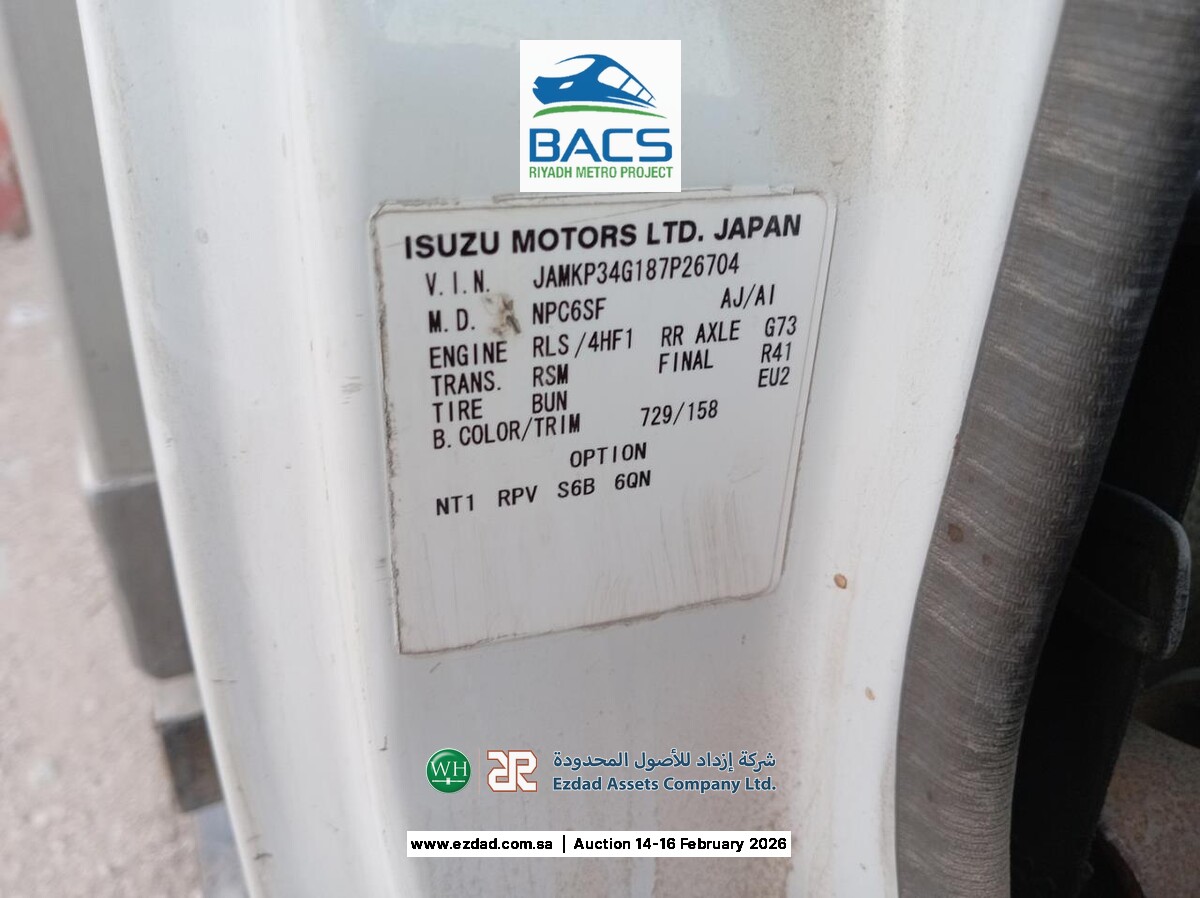 BACS
RIYADH METRO PROJECT
ISUZU MOTORS LTD. JAPAN
V.I.N. JAMKP34G187P26704
M.D. NPC6SF AJ/AI
ENGINE RLS/4HF1 RR AXLE G73
TRANS. RSM FINAL R41
TIRE BUN EU2
B.COLOR/TRIM 729/158
OPTION
NT1 RPV S6B 6QN
WH
شركة إزداد للأصول المحدودة
Ezdad Assets Company Ltd.
www.ezdad.com.sa | Auction 14-16 February 2026